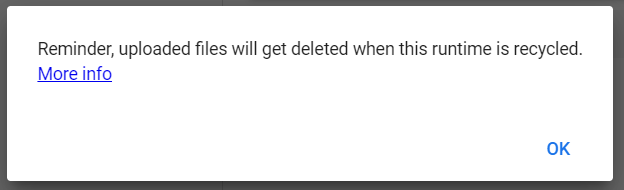 Reminder, uploaded files will get deleted when this runtime is recycled.
More info
OK